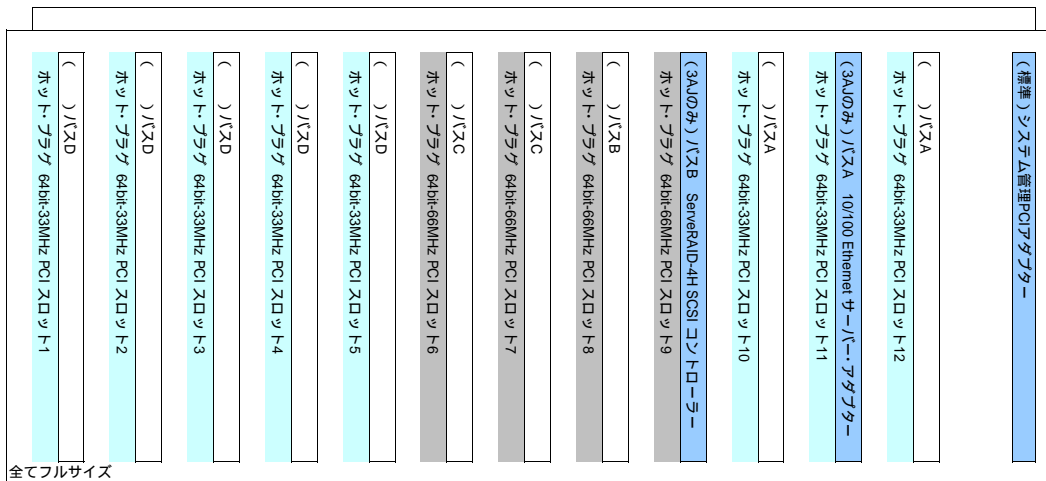 (　　)バスD
ホット・プラグ 64bit-33MHz PCI スロット1
(　　)バスD
ホット・プラグ 64bit-33MHz PCI スロット2
(　　)バスD
ホット・プラグ 64bit-33MHz PCI スロット3
(　　)バスD
ホット・プラグ 64bit-33MHz PCI スロット4
(　　)バスD
ホット・プラグ 64bit-33MHz PCI スロット5
(　　)バスC
ホット・プラグ 64bit-66MHz PCI スロット6
(　　)バスC
ホット・プラグ 64bit-66MHz PCI スロット7
(　　)バスB
ホット・プラグ 64bit-66MHz PCI スロット8
(3AJのみ)バスB ServeRAID-4H SCSI コントローラー
ホット・プラグ 64bit-66MHz PCI スロット9
(　　)バスA
ホット・プラグ 64bit-33MHz PCI スロット10
(3AJのみ)バスA 10/100 Ethernet サーバー・アダプター
ホット・プラグ 64bit-33MHz PCI スロット11
(　　)バスA
ホット・プラグ 64bit-33MHz PCI スロット12
(標準)システム管理PCIアダプター
全てフルサイズ